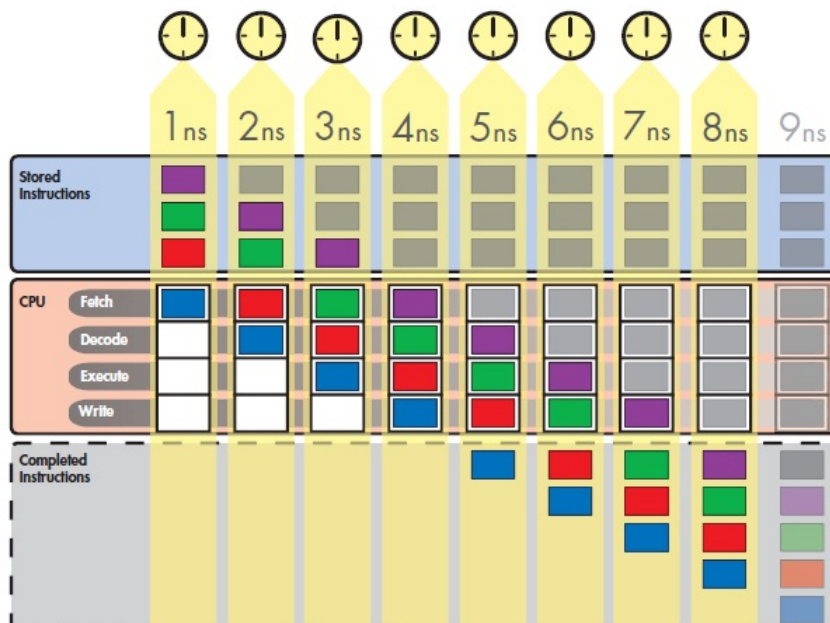 1ns 2ns 3ns 4ns 5ns 6ns 7ns 8ns 9ns
Stored
Instructions
CPU Fetch
Decode
Execute
Write
Completed
Instructions